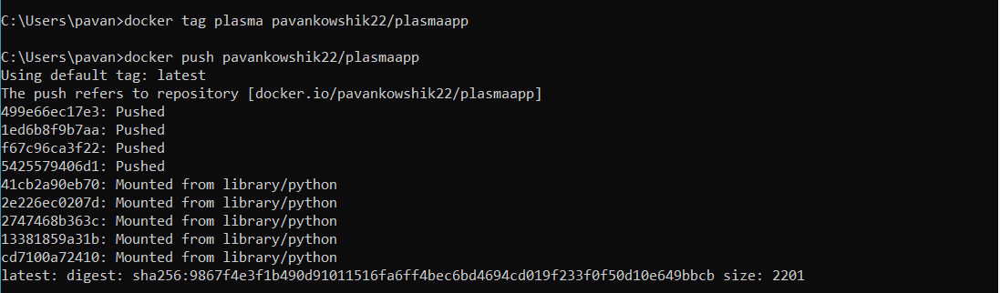 C:\Users\pavan>docker tag plasma pavankowshik22/plasmaapp
C:\Users\pavan>docker push pavankowshik22/plasmaapp
Using default tag: latest
The push refers to repository [docker.io/pavankowshik22/plasmaapp]
499e66ec17e3: Pushed
1ed6b8f9b7aa: Pushed
f67c96ca3f22: Pushed
5425579406d1: Pushed
41cb2a90eb70: Mounted from library/python
2e226ec0207d: Mounted from library/python
2747468b363c: Mounted from library/python
13381859a31b: Mounted from library/python
cd7100a72410: Mounted from library/python
latest: digest: sha256:9867f4e3f1b490d91011516fa6ff4bec6bd4694cd019f233f0f50d10e649bbcb size: 2201